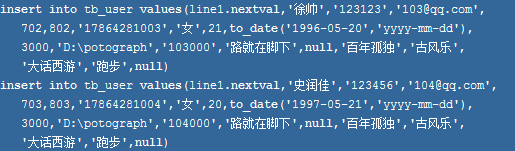 insert into tb_user values(line1.nextval,'徐帅','123123','103@qq.com',
702,802,'17864281003','女',21,to_date('1996-05-20','yyyy-mm-dd'),
3000,'D:\potograph','103000','路就在脚下',null,'百年孤独','古风乐',
'大话西游','跑步',null)
insert into tb_user values(line1.nextval,'史润佳','123456','104@qq.com',
703,803,'17864281004','女',20,to_date('1997-05-21','yyyy-mm-dd'),
3000,'D:\potograph','104000','路就在脚下',null,'百年孤独','古风乐',
'大话西游','跑步',null)